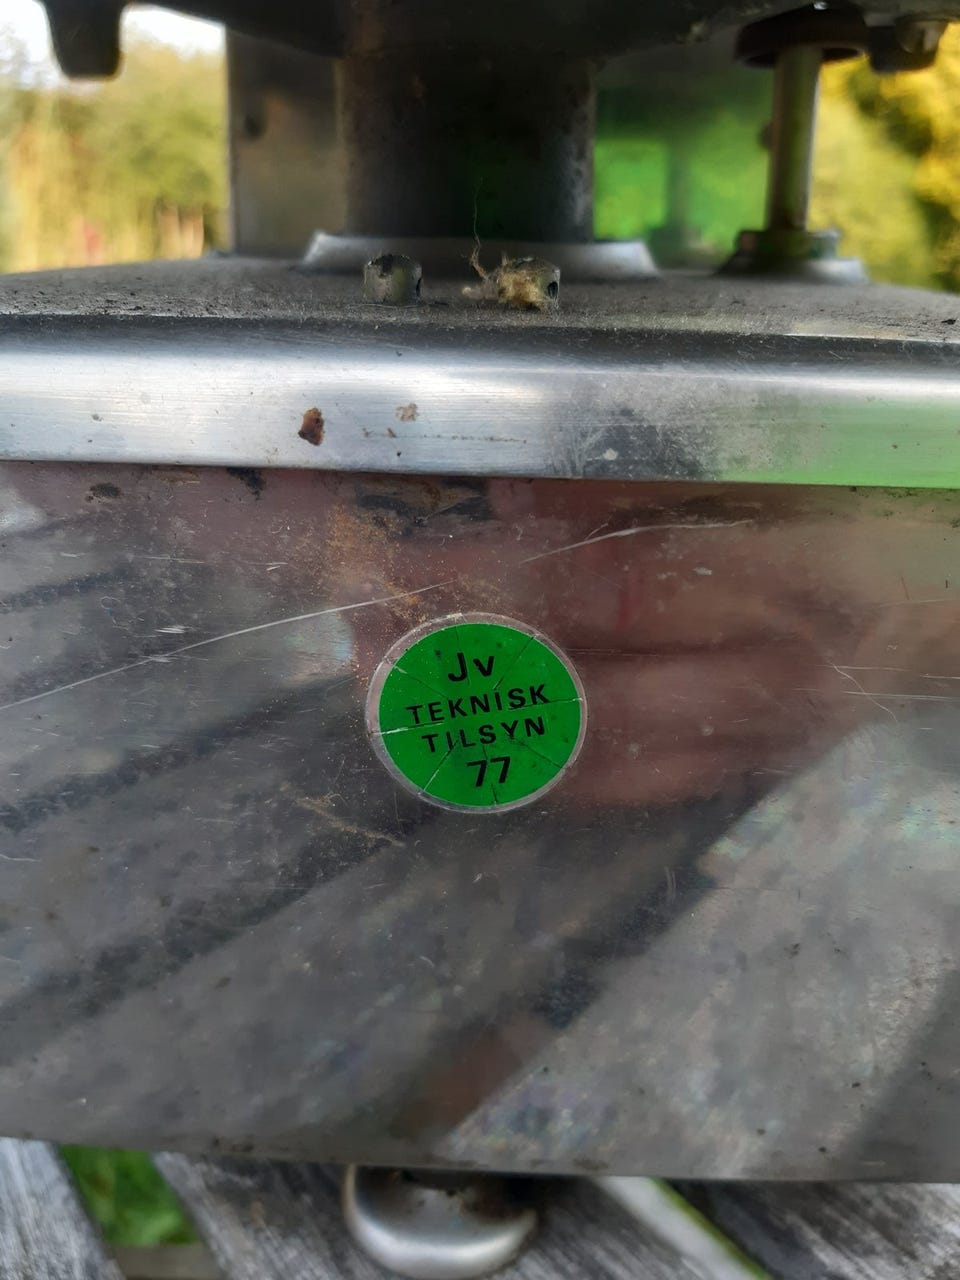 Jv
TEKNISK
TILSYN
77